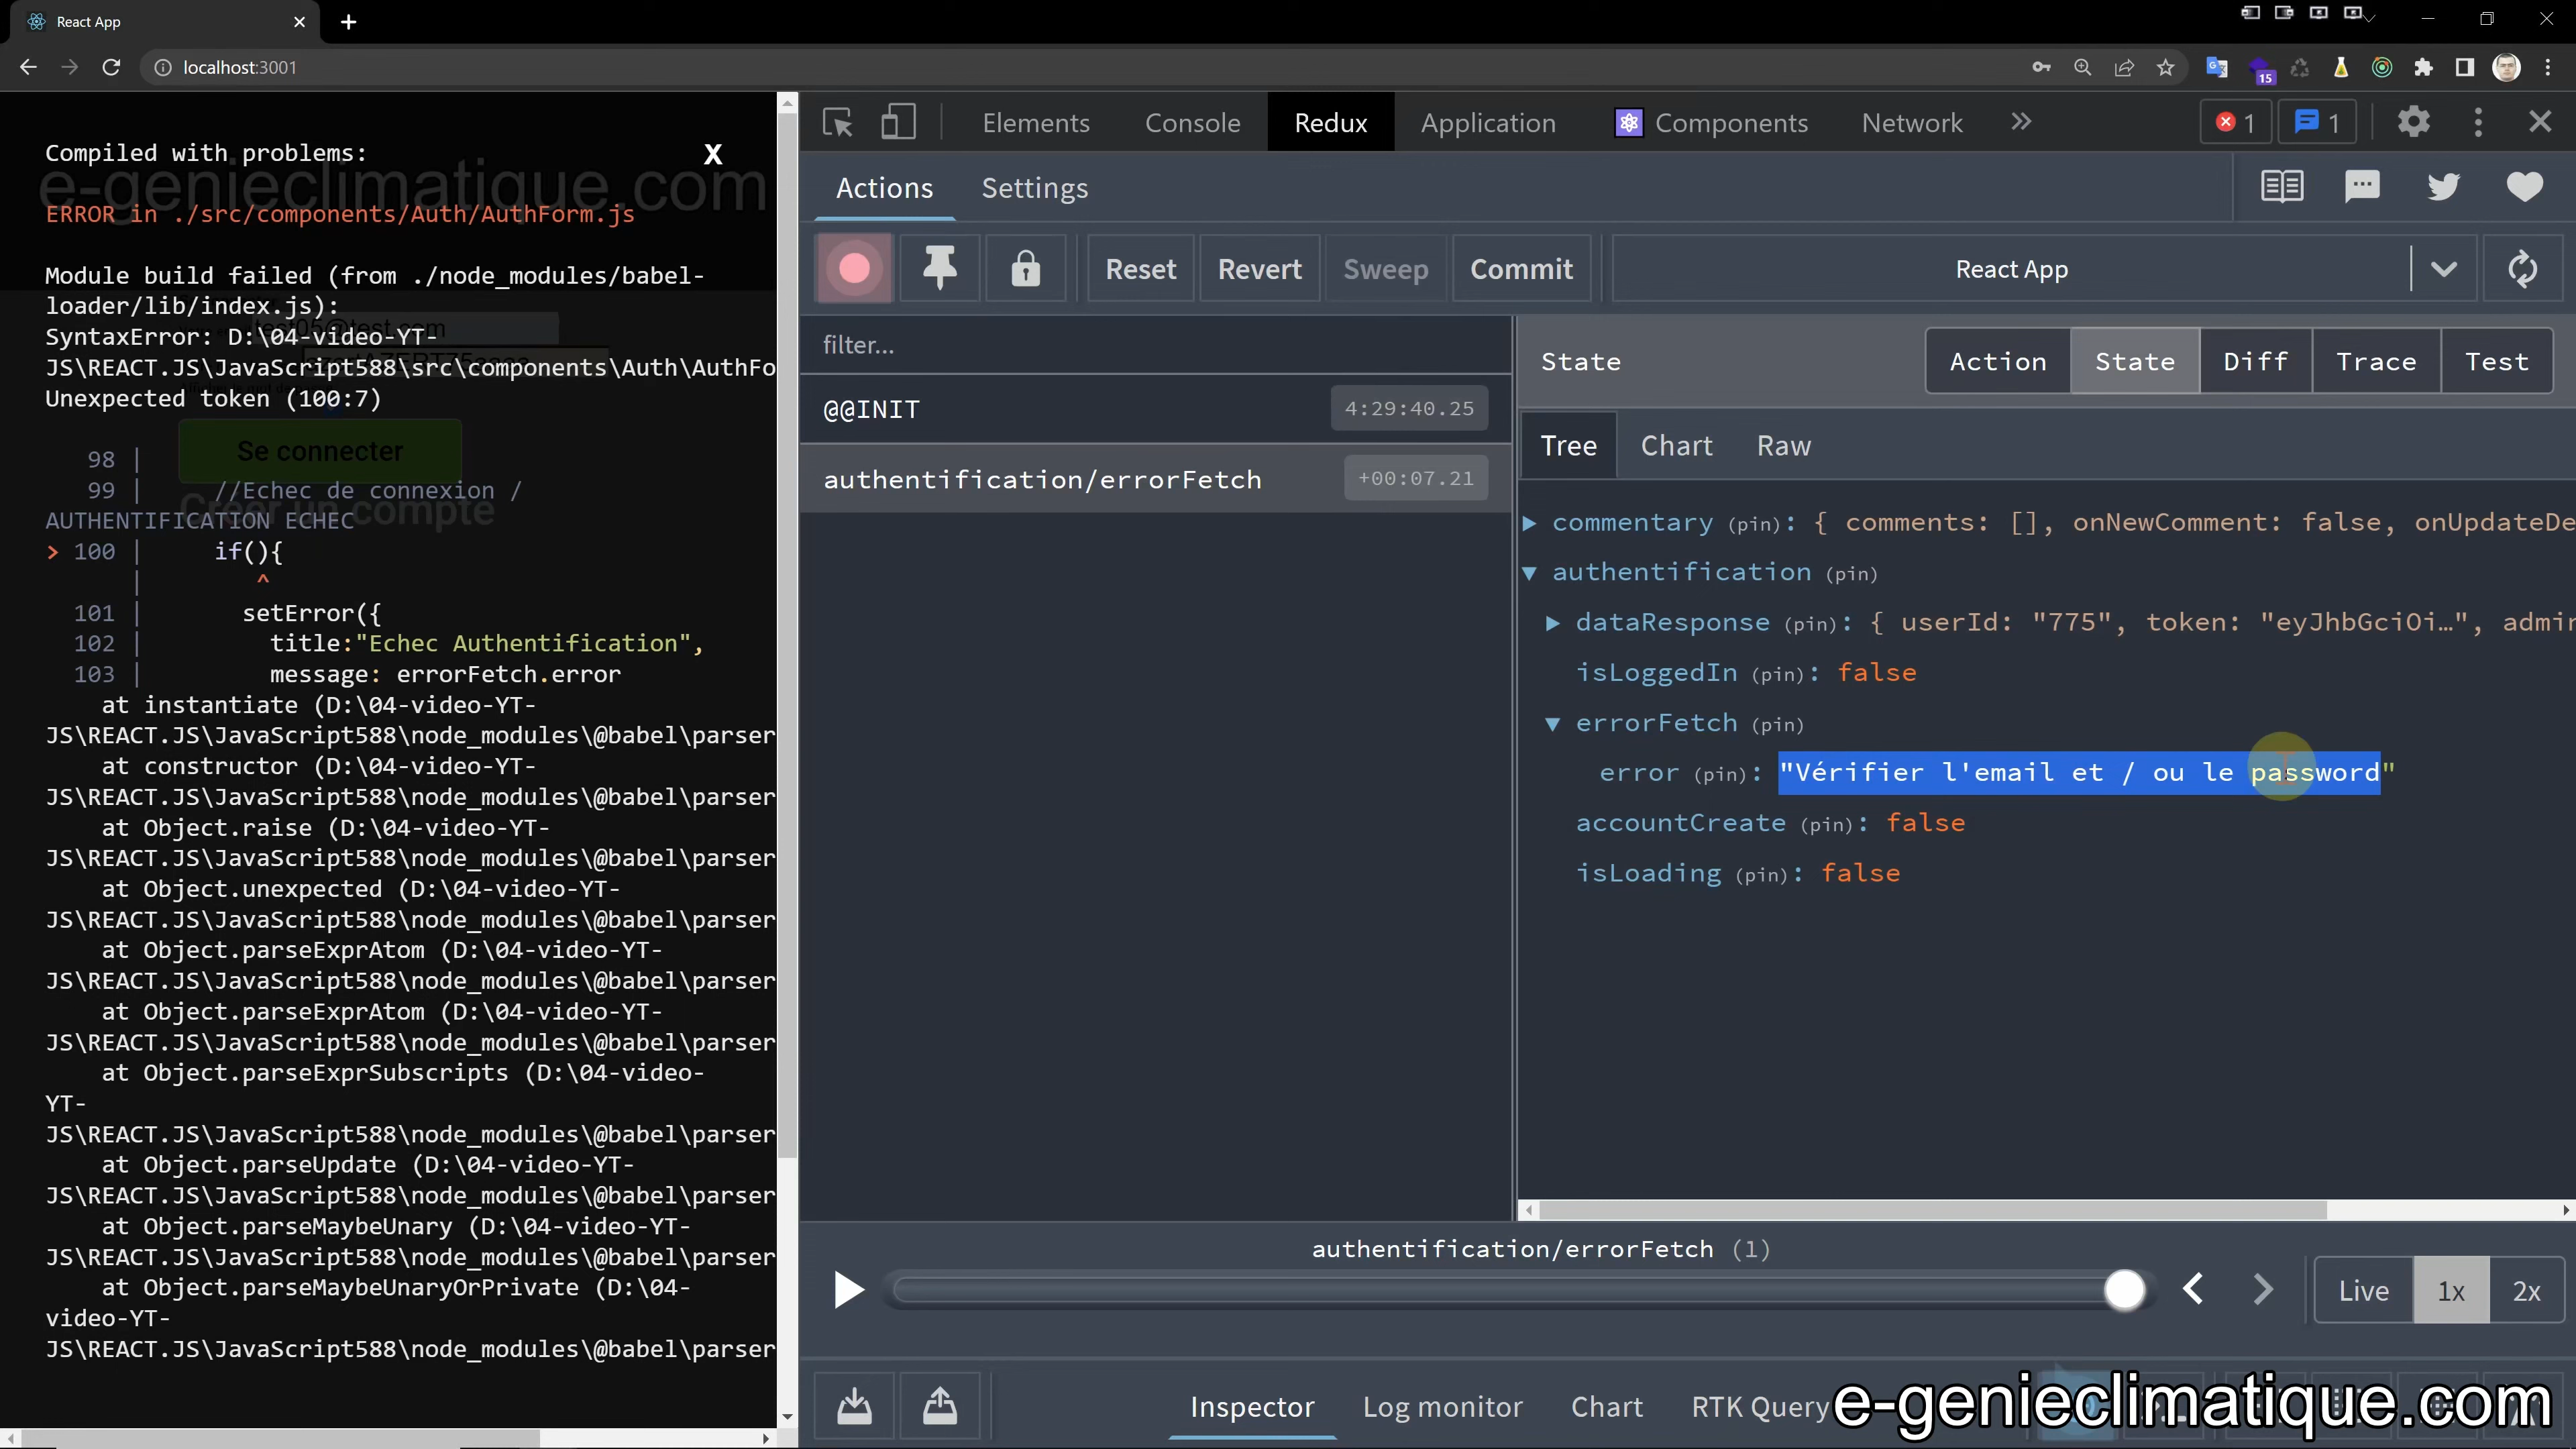 React App
localhost:3001
15
Compiled with problems:
X
e-genieclimatique.com
ERROR in ./src/components/Auth/AuthForm.js
Module build failed (from ./node_modules/babel-
loader/lib/index.js):
test05@test.com
SyntaxError: D:\04-video-YT-
JS\REACT.JS\JavaScript588\src\components\Auth\AuthFo
Unexpected token (100:7)
Se connecter
98 |
99 | //Echec de connexion /
AUTHENTIFICATION ECHEC
Créer un compte
> 100 | if(){
| ^
101 | setError({
102 | title:"Echec Authentification",
103 | message: errorFetch.error
at instantiate (D:\04-video-YT-
JS\REACT.JS\JavaScript588\node_modules\@babel\parser
at constructor (D:\04-video-YT-
JS\REACT.JS\JavaScript588\node_modules\@babel\parser
at Object.raise (D:\04-video-YT-
JS\REACT.JS\JavaScript588\node_modules\@babel\parser
at Object.unexpected (D:\04-video-YT-
JS\REACT.JS\JavaScript588\node_modules\@babel\parser
at Object.parseExprAtom (D:\04-video-YT-
JS\REACT.JS\JavaScript588\node_modules\@babel\parser
at Object.parseExprAtom (D:\04-video-YT-
JS\REACT.JS\JavaScript588\node_modules\@babel\parser
at Object.parseExprSubscripts (D:\04-video-
YT-
JS\REACT.JS\JavaScript588\node_modules\@babel\parser
at Object.parseUpdate (D:\04-video-YT-
JS\REACT.JS\JavaScript588\node_modules\@babel\parser
at Object.parseMaybeUnary (D:\04-video-YT-
JS\REACT.JS\JavaScript588\node_modules\@babel\parser
at Object.parseMaybeUnaryOrPrivate (D:\04-
video-YT-
JS\REACT.JS\JavaScript588\node_modules\@babel\parser
Elements Console Redux Application Components Network 1 1
Actions Settings
Reset Revert Sweep Commit React App
filter...
@@INIT 4:29:40.25
authentification/errorFetch +00:07.21
State Action State Diff Trace Test
Tree Chart Raw
commentary (pin): { comments: [], onNewComment: false, onUpdateDe
authentification (pin)
dataResponse (pin): { userId: "775", token: "eyJhbGciOi…", admin
isLoggedIn (pin): false
errorFetch (pin)
error (pin): "Vérifier l'email et / ou le password"
accountCreate (pin): false
isLoading (pin): false
authentification/errorFetch (1)
Live 1x 2x
Inspector Log monitor Chart RTK Query
e-genieclimatique.com